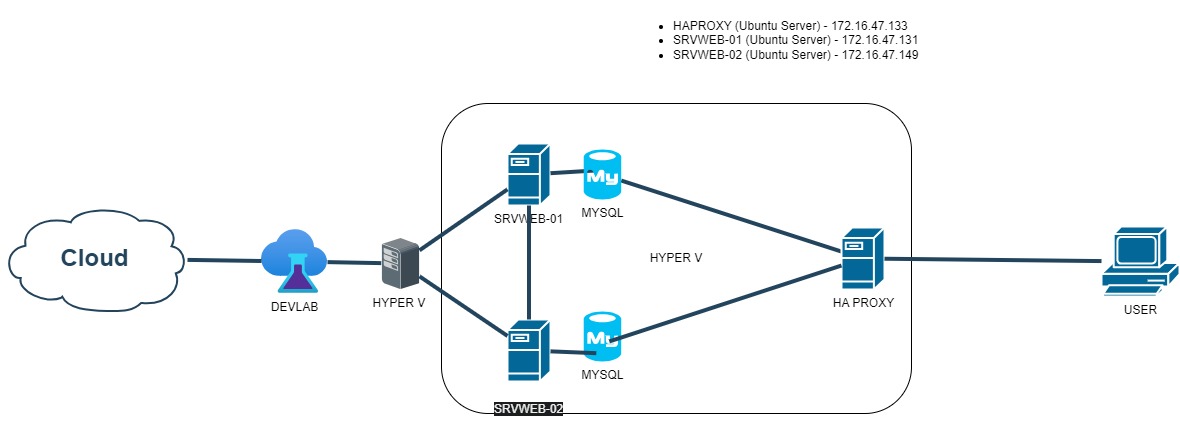 HAPROXY (Ubuntu Server) - 172.16.47.133
SRVWEB-01 (Ubuntu Server) - 172.16.47.131
SRVWEB-02 (Ubuntu Server) - 172.16.47.149
SRVWEB-01
My
MYSQL
Cloud
HYPER V
DEVLAB
HYPER V
HA PROXY
USER
My
MYSQL
SRVWEB-02